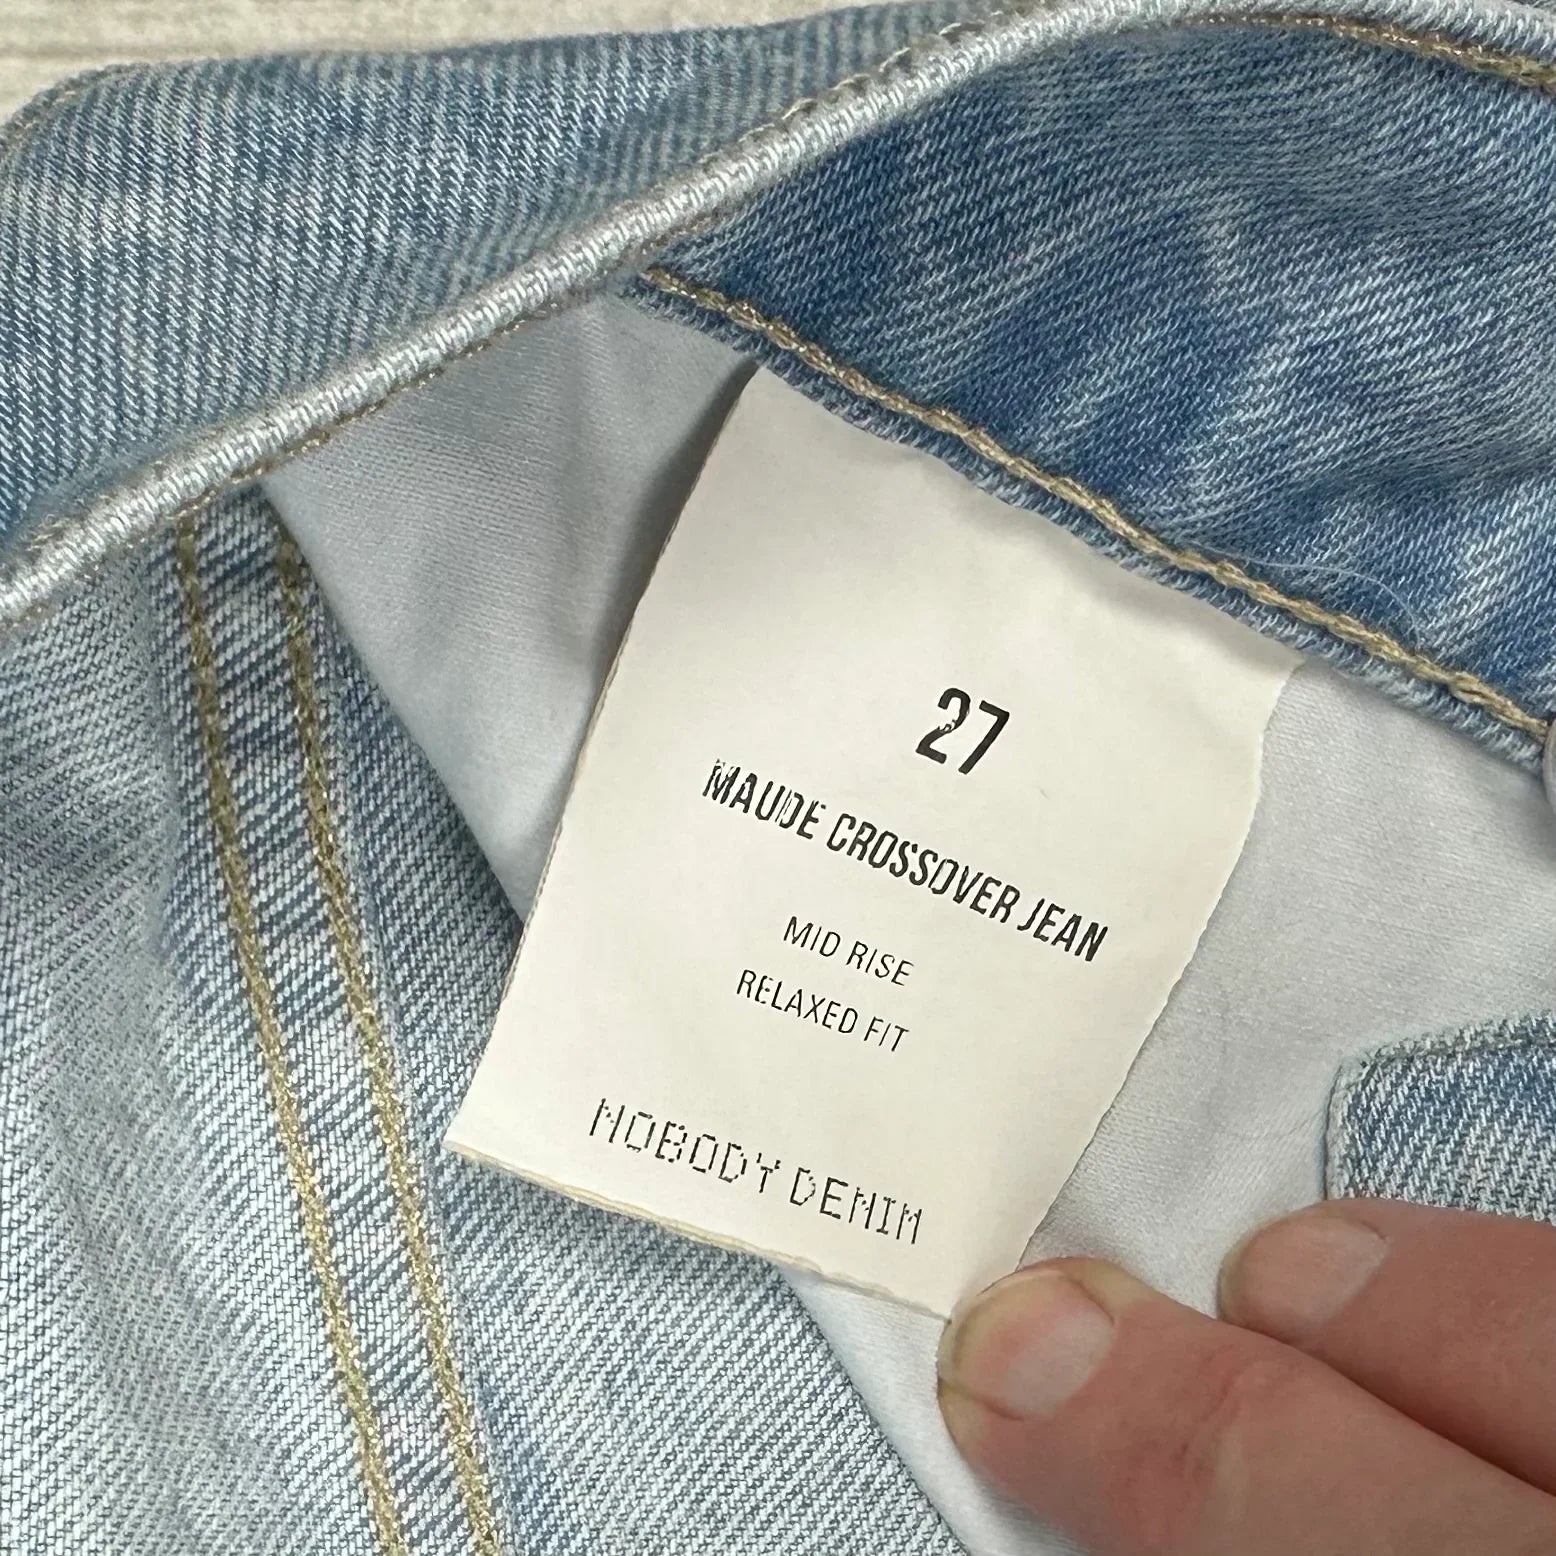 27
MAUDE CROSSOVER JEAN
MID RISE
RELAXED FIT
NOBODY DENIM